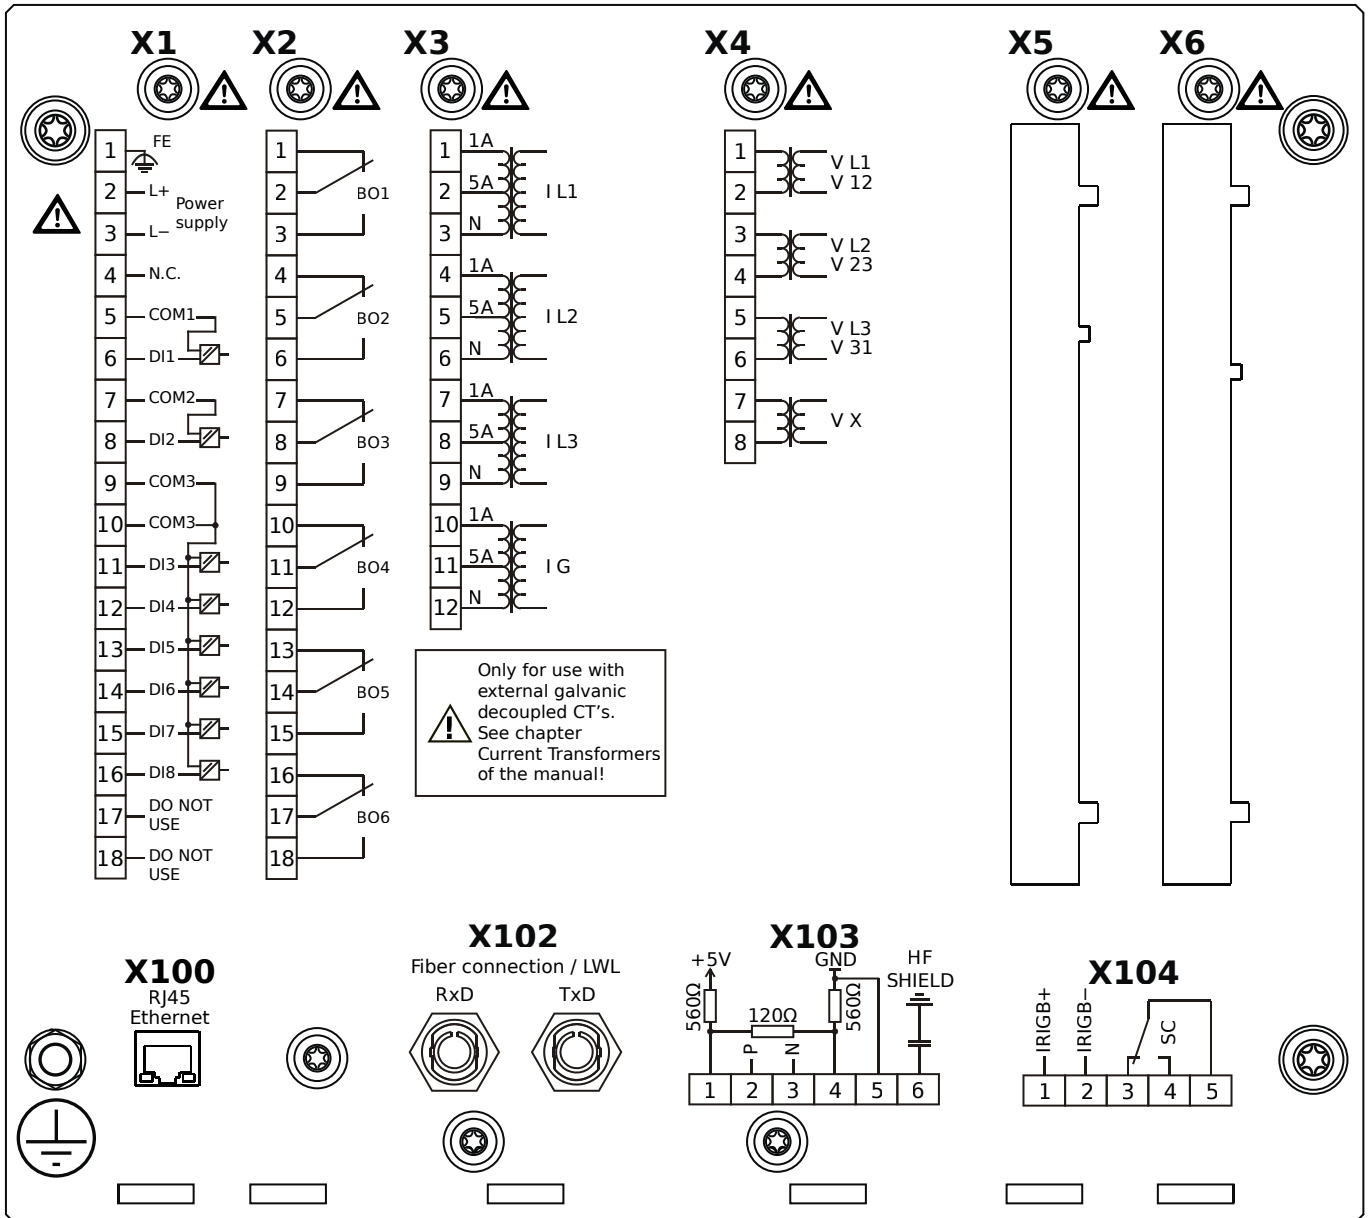 X1
X2
X3
X4
X5
X6
1 FE
2 L+
3 L−
Power
supply
4 N.C.
5 COM1
6 DI1
7 COM2
8 DI2
9 COM3
10 COM3
11 DI3
12 DI4
13 DI5
14 DI6
15 DI7
16 DI8
17 DO NOT
USE
18 DO NOT
USE
1
2 BO1
3
4
5 BO2
6
7
8 BO3
9
10
11 BO4
12
13
14 BO5
15
16
17 BO6
18
1 1A
2 5A I L1
3 N
4 1A
5 5A I L2
6 N
7 1A
8 5A I L3
9 N
10 1A
11 5A I G
12 N
Only for use with
external galvanic
decoupled CT's.
See chapter
Current Transformers
of the manual!
1 V L1
2 V 12
3 V L2
4 V 23
5 V L3
6 V 31
7 V X
8
X100
RJ45
Ethernet
X102
Fiber connection / LWL
RxD TxD
X103
+5V GND HF
SHIELD
560Ω 120Ω 560Ω
P N
1 2 3 4 5 6
X104
IRIGB+ IRIGB− SC
1 2 3 4 5